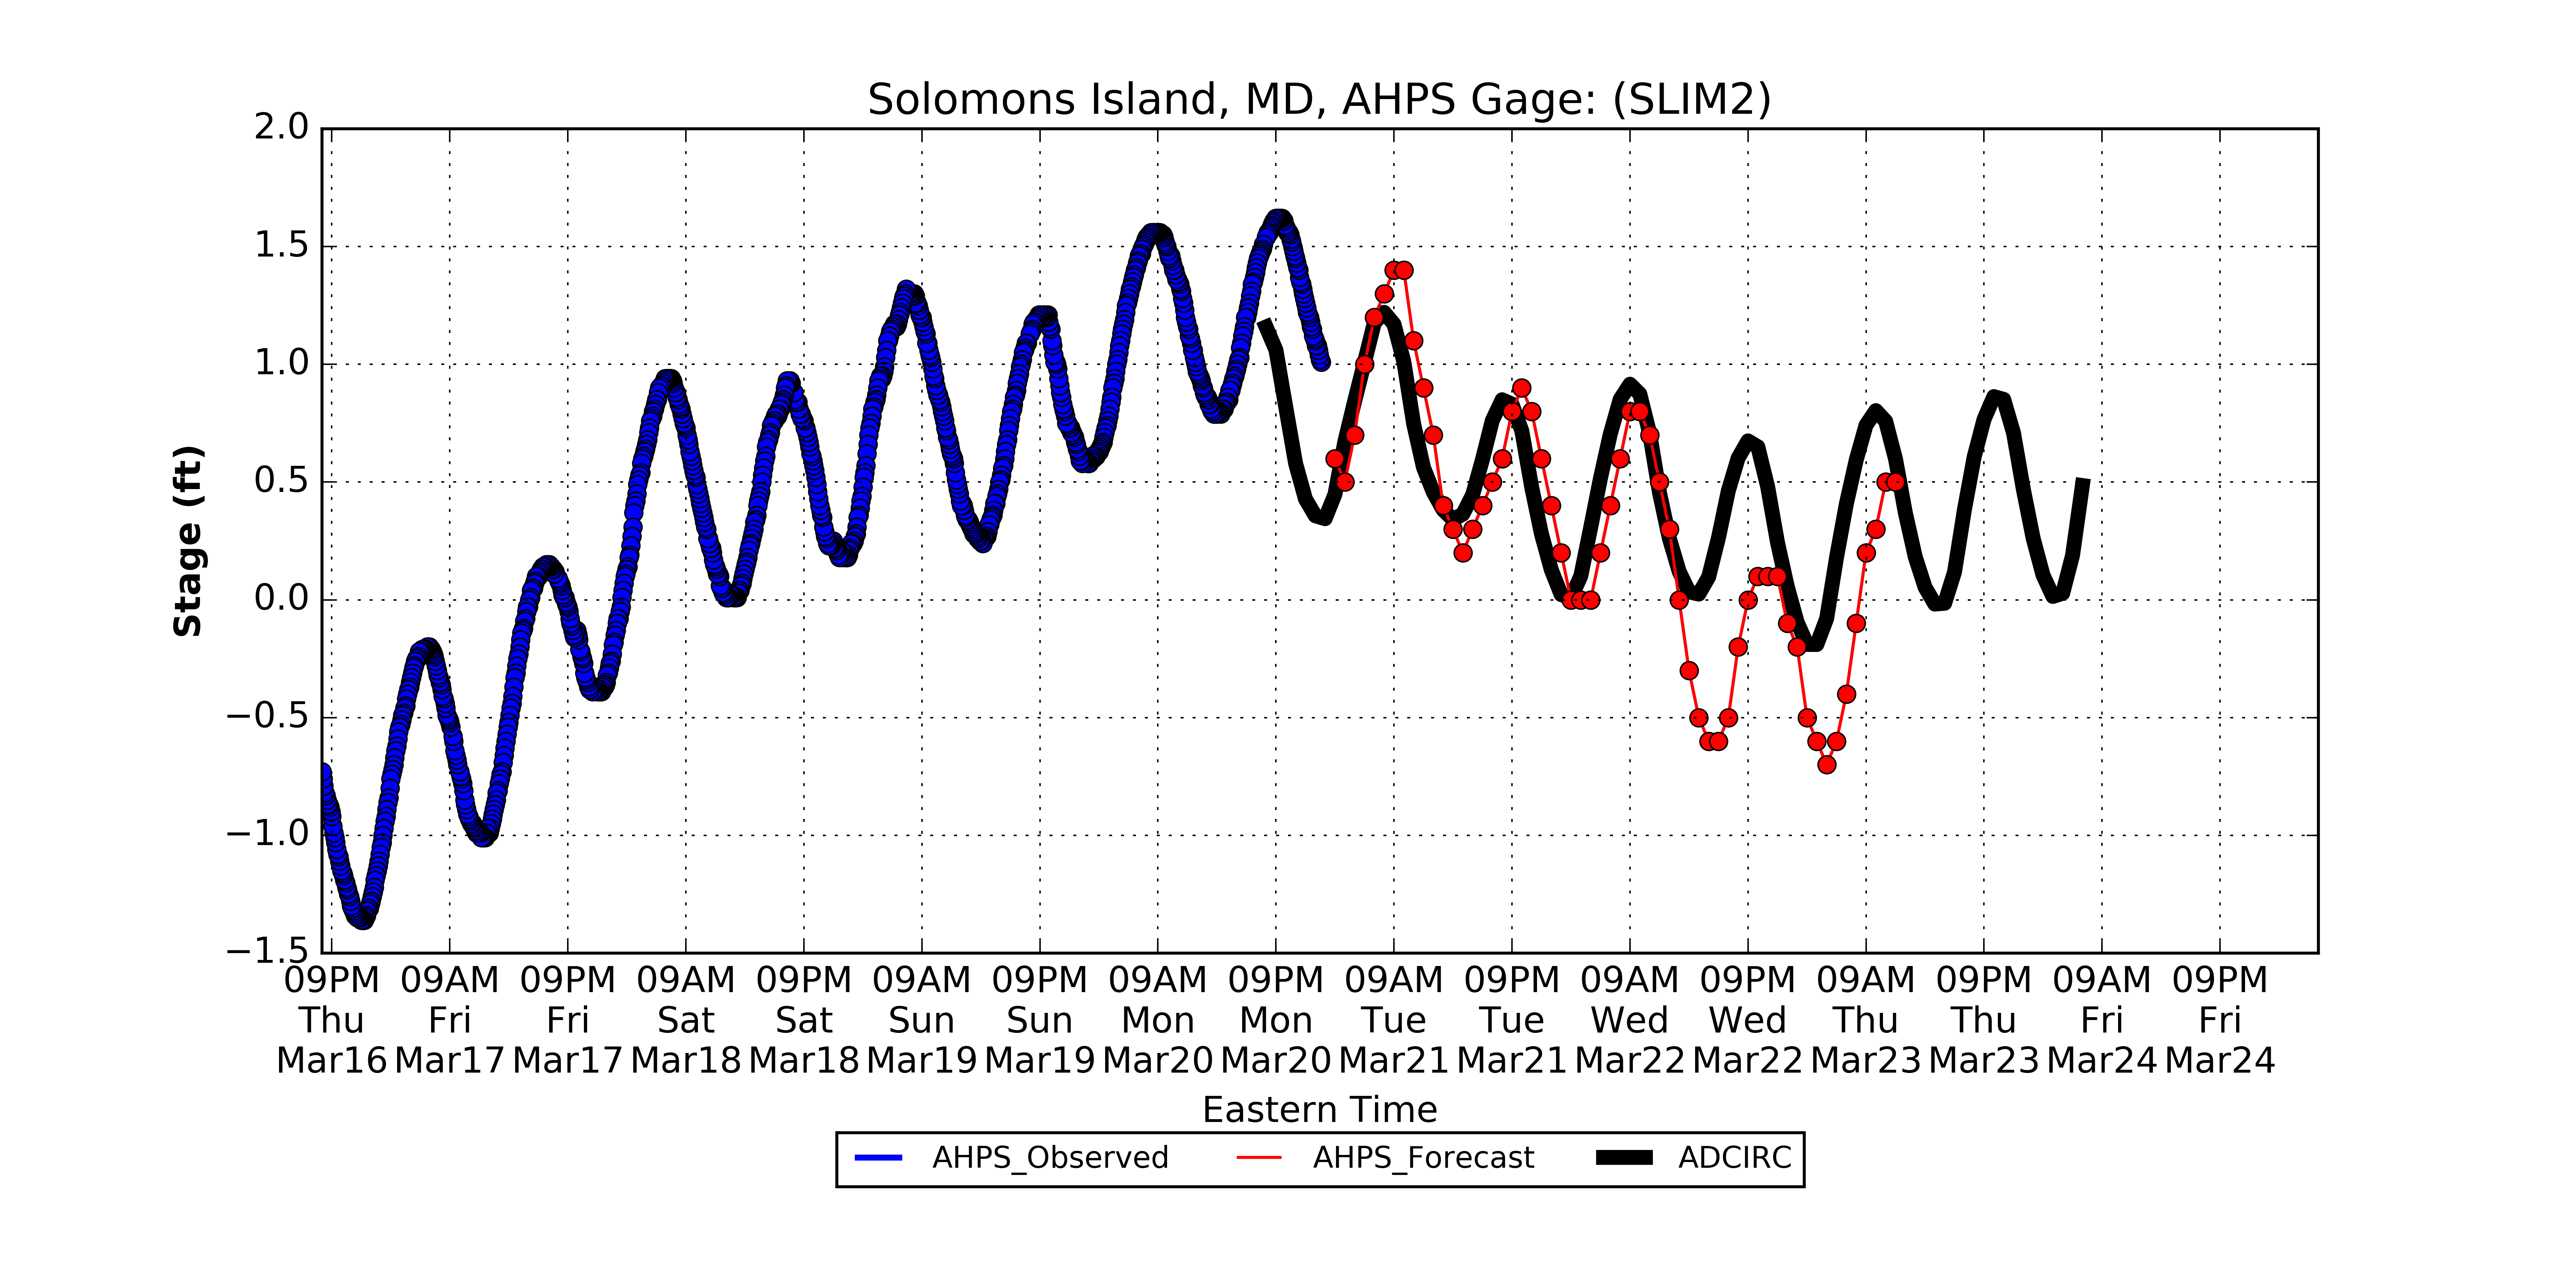 Solomons Island, MD, AHPS Gage: (SLIM2)
2.0
1.5
1.0
0.5
0.0
−0.5
−1.0
−1.5
Stage (ft)
09PM 09AM 09PM 09AM 09PM 09AM 09PM 09AM 09PM 09AM 09PM 09AM 09PM 09AM 09PM 09AM 09PM
Thu Fri Fri Sat Sat Sun Sun Mon Mon Tue Tue Wed Wed Thu Thu Fri Fri
Mar16 Mar17 Mar17 Mar18 Mar18 Mar19 Mar19 Mar20 Mar20 Mar21 Mar21 Mar22 Mar22 Mar23 Mar23 Mar24 Mar24
Eastern Time
AHPS_Observed AHPS_Forecast ADCIRC